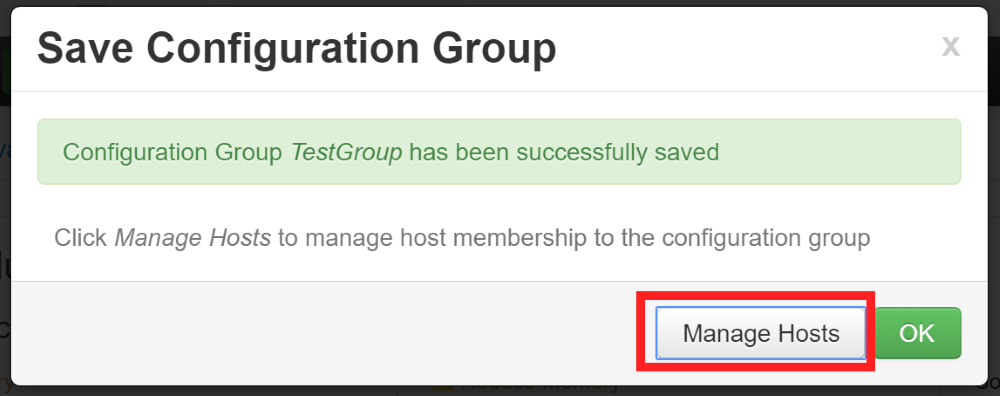 Save Configuration Group
x
Configuration Group TestGroup has been successfully saved
Click Manage Hosts to manage host membership to the configuration group
Manage Hosts
OK